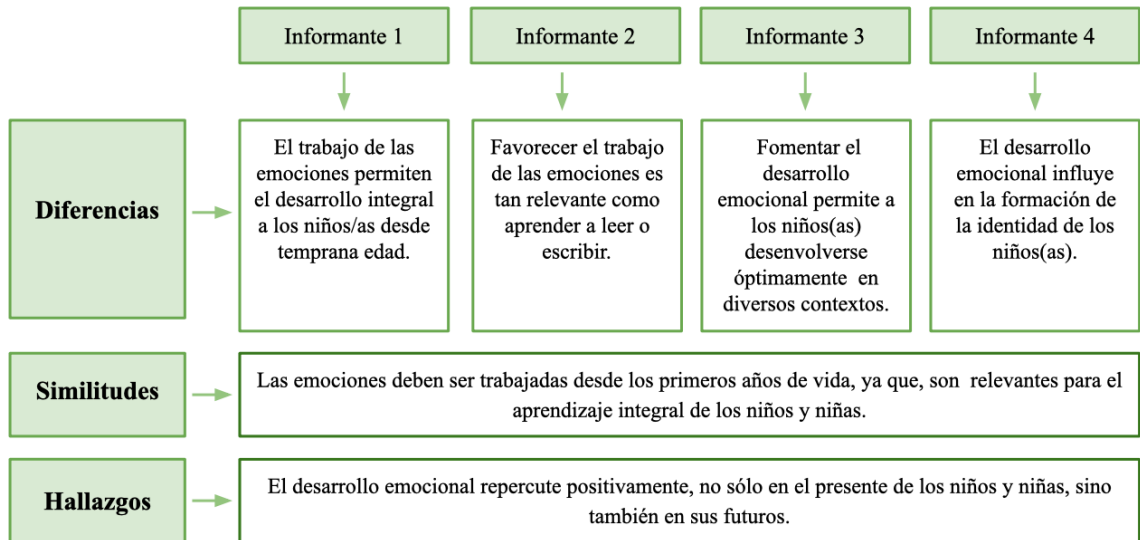 Informante 1
Informante 2
Informante 3
Informante 4
Diferencias
El trabajo de las
emociones permiten
el desarrollo integral
a los niños/as desde
temprana edad.
Favorecer el trabajo
de las emociones es
tan relevante como
aprender a leer o
escribir.
Fomentar el
desarrollo
emocional permite a
los niños(as)
desenvolverse
óptimamente en
diversos contextos.
El desarrollo
emocional influye
en la formación de
la identidad de los
niños(as).
Similitudes
Las emociones deben ser trabajadas desde los primeros años de vida, ya que, son relevantes para el
aprendizaje integral de los niños y niñas.
Hallazgos
El desarrollo emocional repercute positivamente, no sólo en el presente de los niños y niñas, sino
también en sus futuros.